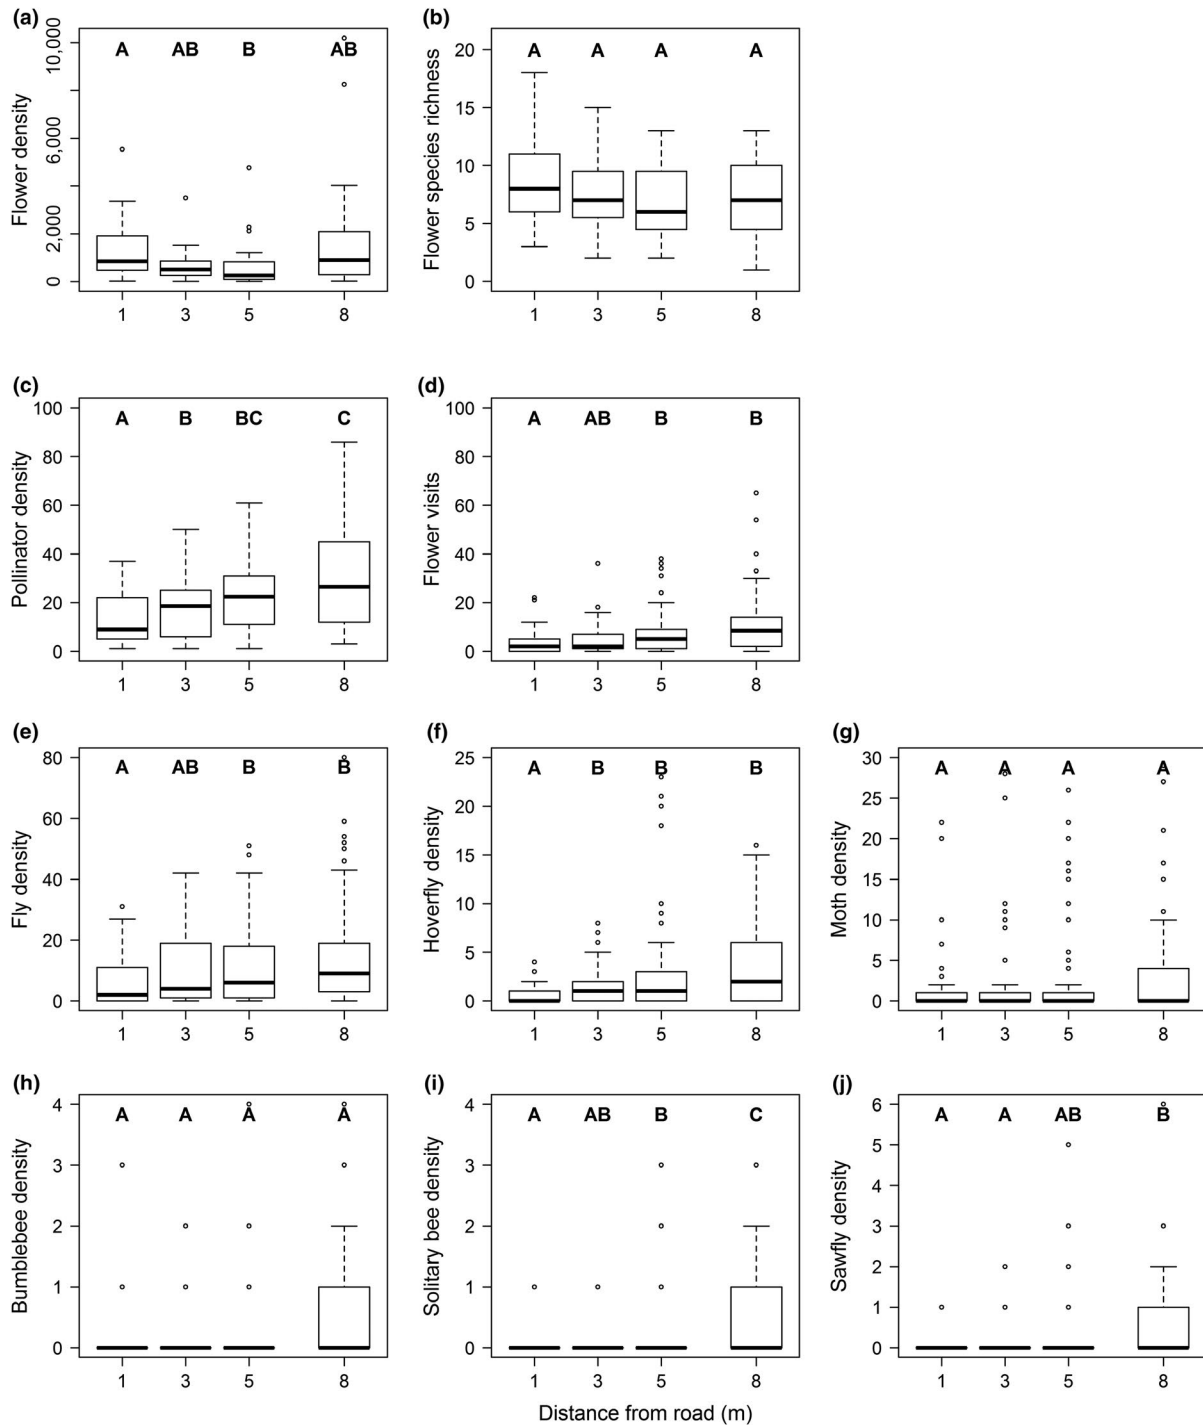 (a)
Flower density
10,000
6,000
2,000
0
A AB B AB
1 3 5 8
(b)
Flower species richness
20
15
10
5
0
A A A A
1 3 5 8
(c)
Pollinator density
100
80
60
40
20
0
A B BC C
1 3 5 8
(d)
Flower visits
100
80
60
40
20
0
A AB B B
1 3 5 8
(e)
Fly density
80
60
40
20
0
A AB B B
1 3 5 8
(f)
Hoverfly density
25
20
15
10
5
0
A B B B
1 3 5 8
(g)
Moth density
30
25
20
15
10
5
0
A A A A
1 3 5 8
(h)
Bumblebee density
4
3
2
1
0
A A A A
1 3 5 8
(i)
Solitary bee density
4
3
2
1
0
A AB B C
1 3 5 8
(j)
Sawfly density
6
5
4
3
2
1
0
A A AB B
1 3 5 8
Distance from road (m)